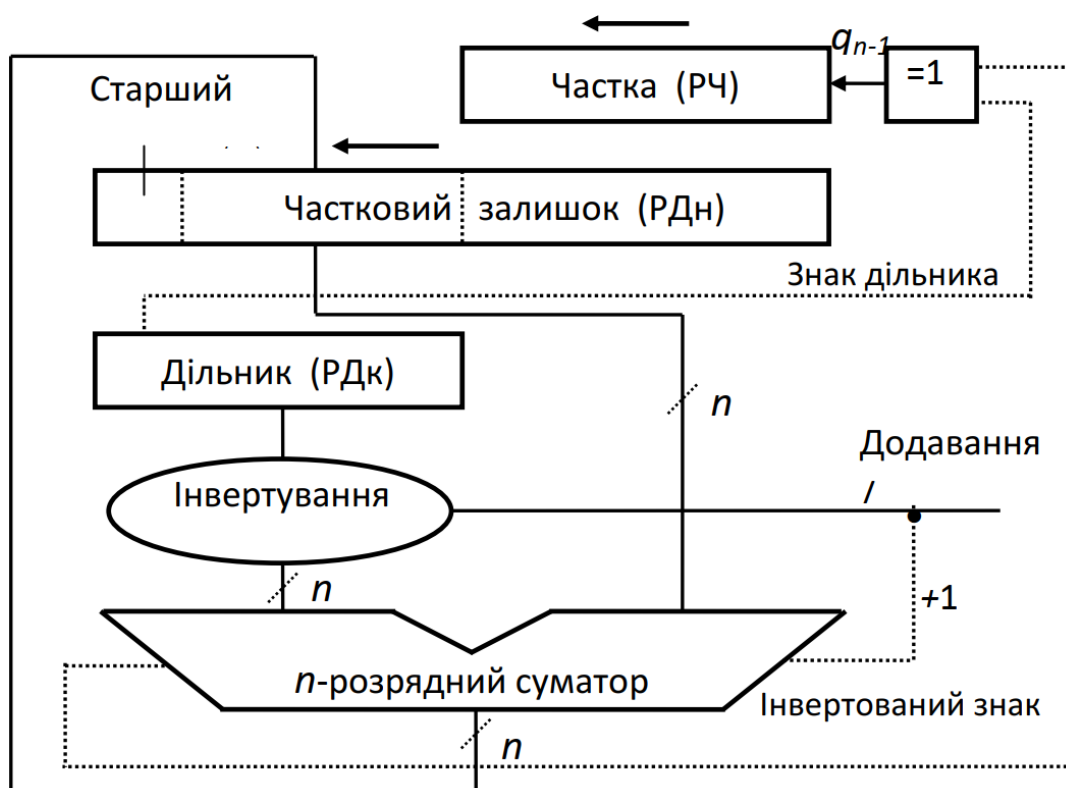 q n-1
=1
Частка (РЧ)
Старший
Частковий залишок (РДн)
Знак дільника
Дільник (РДк)
n
Додавання
/
Інвертування
n
+1
n-розрядний суматор
Інвертований знак
n